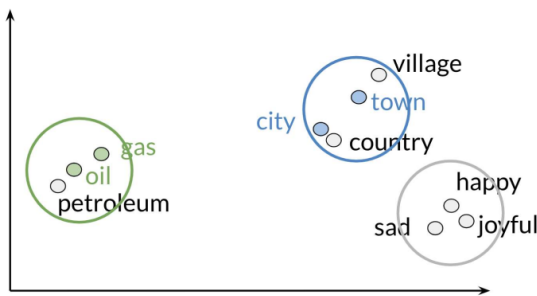 village
town
city
country
gas
oil
petroleum
happy
sad
joyful